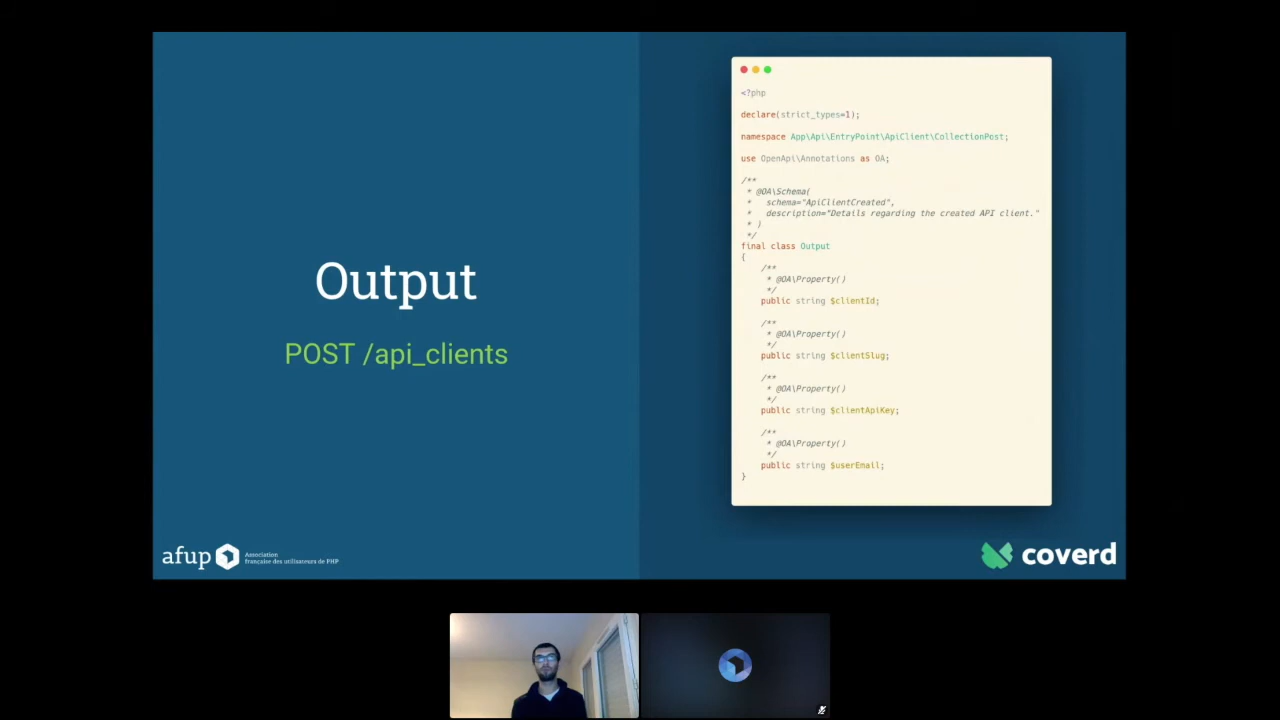 Output
POST /api_clients
<?php
declare(strict_types=1);
namespace App\Api\EntryPoint\ApiClient\CollectionPost;
use OpenApi\Annotations as OA;
/**
 * @OA\Schema(
 *   schema="ApiClientCreated",
 *   description="Details regarding the created API client."
 * )
 */
final class Output
{
    /**
     * @OA\Property()
     */
    public string $clientId;
    /**
     * @OA\Property()
     */
    public string $clientSlug;
    /**
     * @OA\Property()
     */
    public string $clientApiKey;
    /**
     * @OA\Property()
     */
    public string $userEmail;
}
afup
Association
française des utilisateurs de PHP
coverd